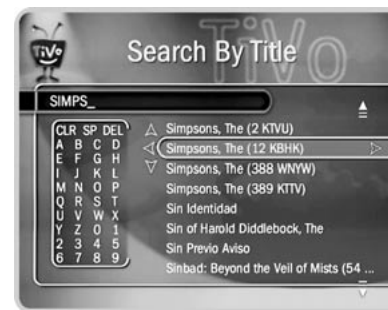 TiVo
TiVo
Search By Title
SIMPS_
CLR SP DEL
A B C D
E F G H
I J K L
M N O P
Q R S T
U V W X
Y Z 0 1
2 3 4 5
6 7 8 9
Simpsons, The (2 KTVU)
Simpsons, The (12 KBHK)
Simpsons, The (388 WNYW)
Simpsons, The (389 KTTV)
Sin Identidad
Sin of Harold Diddlebock, The
Sin Previo Aviso
Sinbad: Beyond the Veil of Mists (54 ...